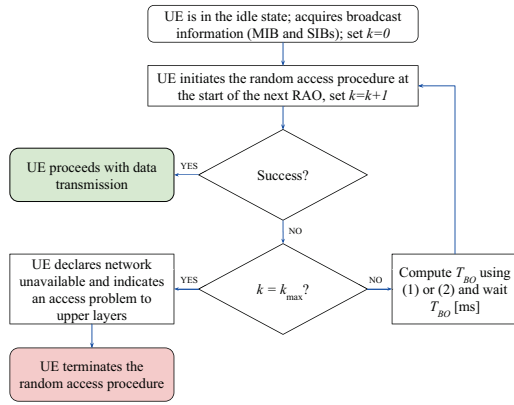 UE is in the idle state; acquires broadcast
information (MIB and SIBs); set k=0
UE initiates the random access procedure at
the start of the next RAO, set k=k+1
UE proceeds with data
transmission
YES
Success?
NO
UE declares network
unavailable and indicates
an access problem to
upper layers
YES
k = kmax?
NO
Compute TBO using
(1) or (2) and wait
TBO [ms]
UE terminates the
random access procedure